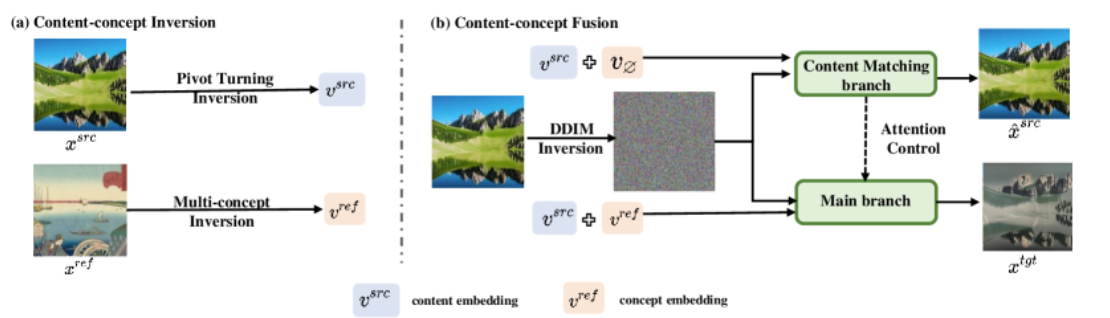 (a) Content-concept Inversion
Pivot Turning
Inversion
v^src
x^src
Multi-concept
Inversion
v^ref
x^ref
(b) Content-concept Fusion
v^src + v_∅
DDIM
Inversion
v^src + v^ref
Content Matching
branch
Attention
Control
Main branch
x̂^src
x^tgt
v^src content embedding
v^ref concept embedding